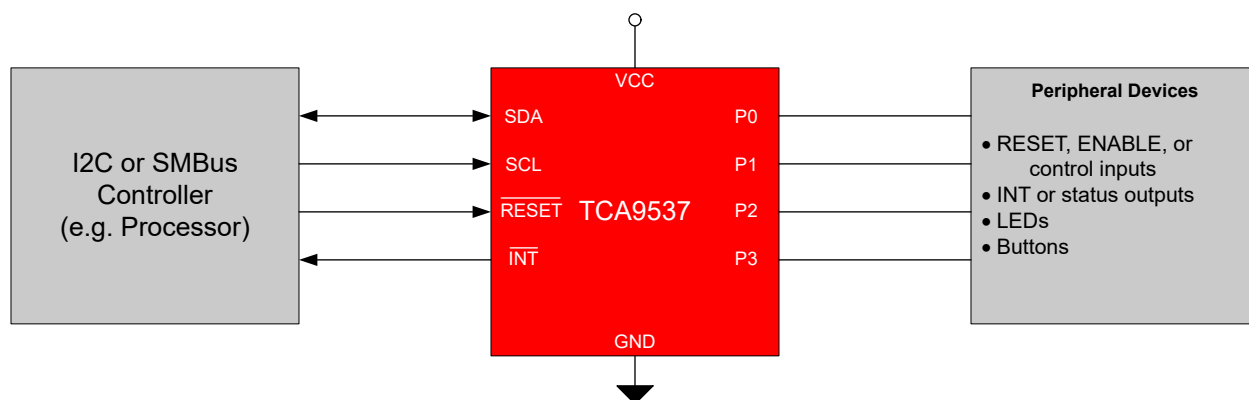 I2C or SMBus
Controller
(e.g. Processor)
VCC
SDA
SCL
RESET
INT
TCA9537
P0
P1
P2
P3
GND
Peripheral Devices
• RESET, ENABLE, or
control inputs
• INT or status outputs
• LEDs
• Buttons